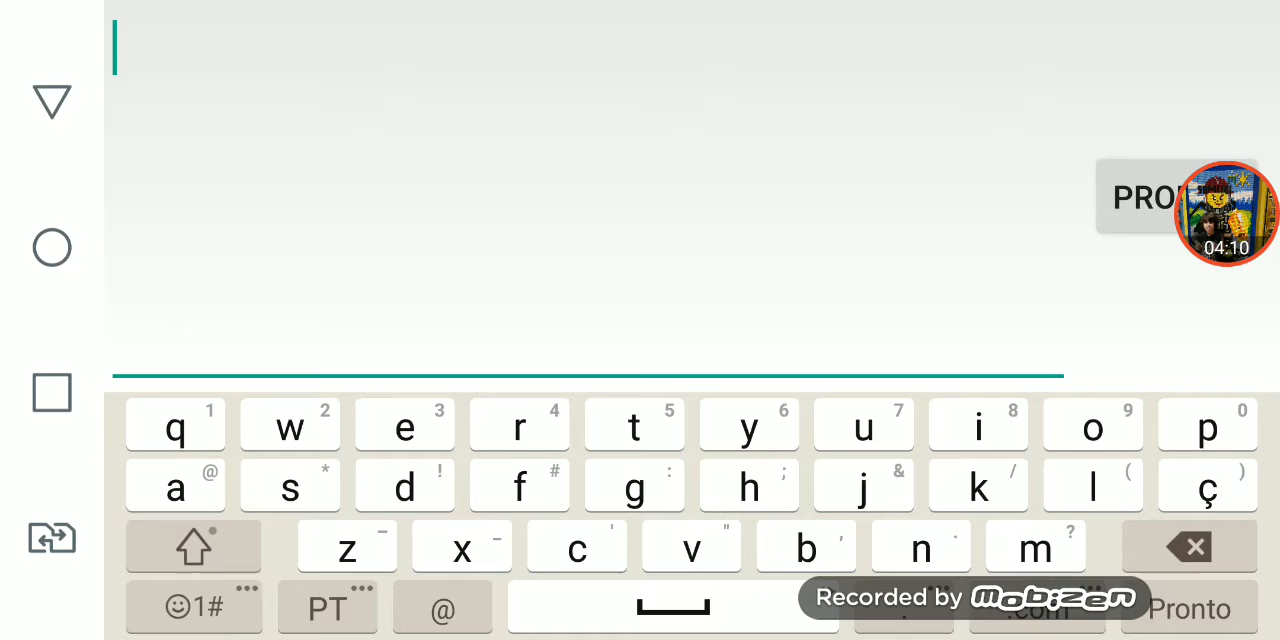 PRO
04:10
1 2 3 4 5 6 7 8 9 0
q w e r t y u i o p
@ * ! # : ; & / ( )
a s d f g h j k l ç
– - ' " , . ?
z x c v b n m
1# PT @ . .com Pronto
Recorded by mobizen